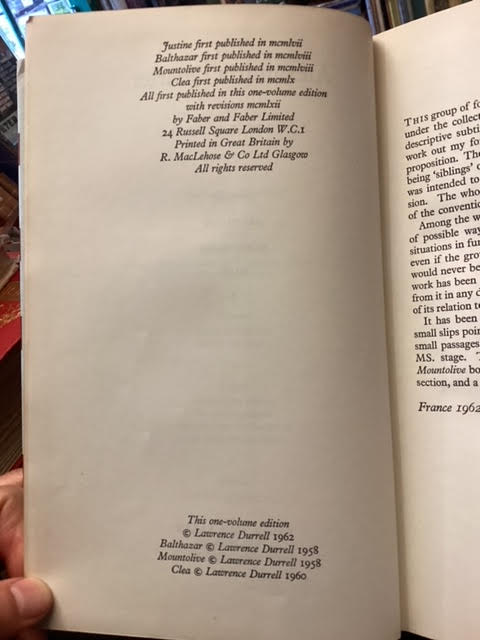 Justine first published in mcmlvii
Balthazar first published in mcmlviii
Mountolive first published in mcmlviii
Clea first published in mcmlx
All first published in this one-volume edition
with revisions mcmlxii
by Faber and Faber Limited
24 Russell Square London W.C.1
Printed in Great Britain by
R. MacLehose & Co Ltd Glasgow
All rights reserved
This one-volume edition
© Lawrence Durrell 1962
Balthazar © Lawrence Durrell 1958
Mountolive © Lawrence Durrell 1958
Clea © Lawrence Durrell 1960
THIS group of fo
under the collect
descriptive subti
work out my fo
proposition. The
being 'siblings'
was intended to
sion. The who
of the conventio
Among the w
of possible way
situations in fur
even if the gro
would never be
work has been
from it in any d
of its relation t
It has been
small slips poin
small passages
MS. stage.
Mountolive bo
section, and a
France 1962